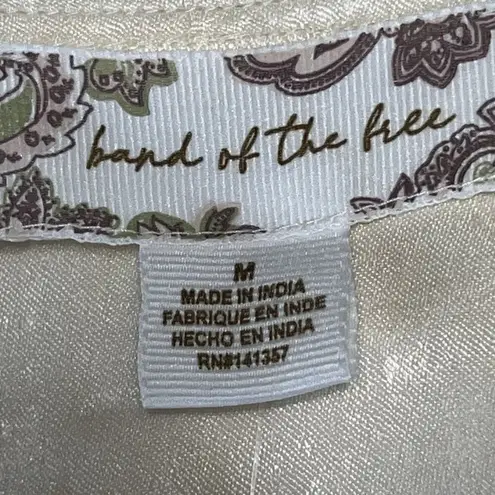 band of the free
M
MADE IN INDIA
FABRIQUE EN INDE
HECHO EN INDIA
RN#141357